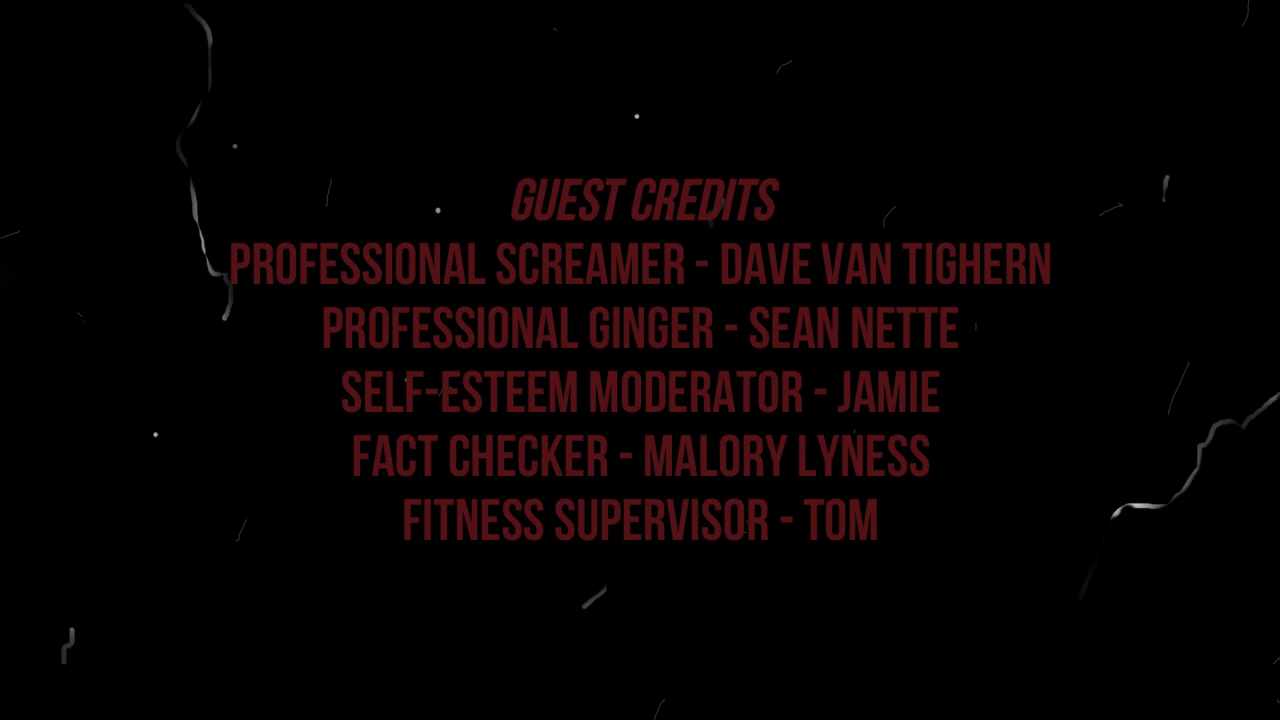 GUEST CREDITS
PROFESSIONAL SCREAMER - DAVE VAN TIGHERN
PROFESSIONAL GINGER - SEAN NETTE
SELF-ESTEEM MODERATOR - JAMIE
FACT CHECKER - MALORY LYNESS
FITNESS SUPERVISOR - TOM